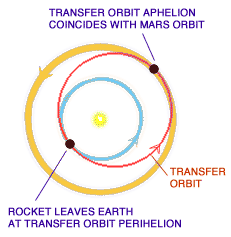 TRANSFER ORBIT APHELION
COINCIDES WITH MARS ORBIT
TRANSFER
ORBIT
ROCKET LEAVES EARTH
AT TRANSFER ORBIT PERIHELION